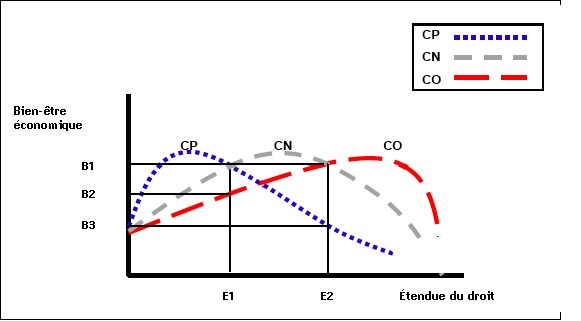 CP
CN
CO
Bien-être
économique
CP CN CO
B1
B2
B3
E1 E2 Étendue du droit